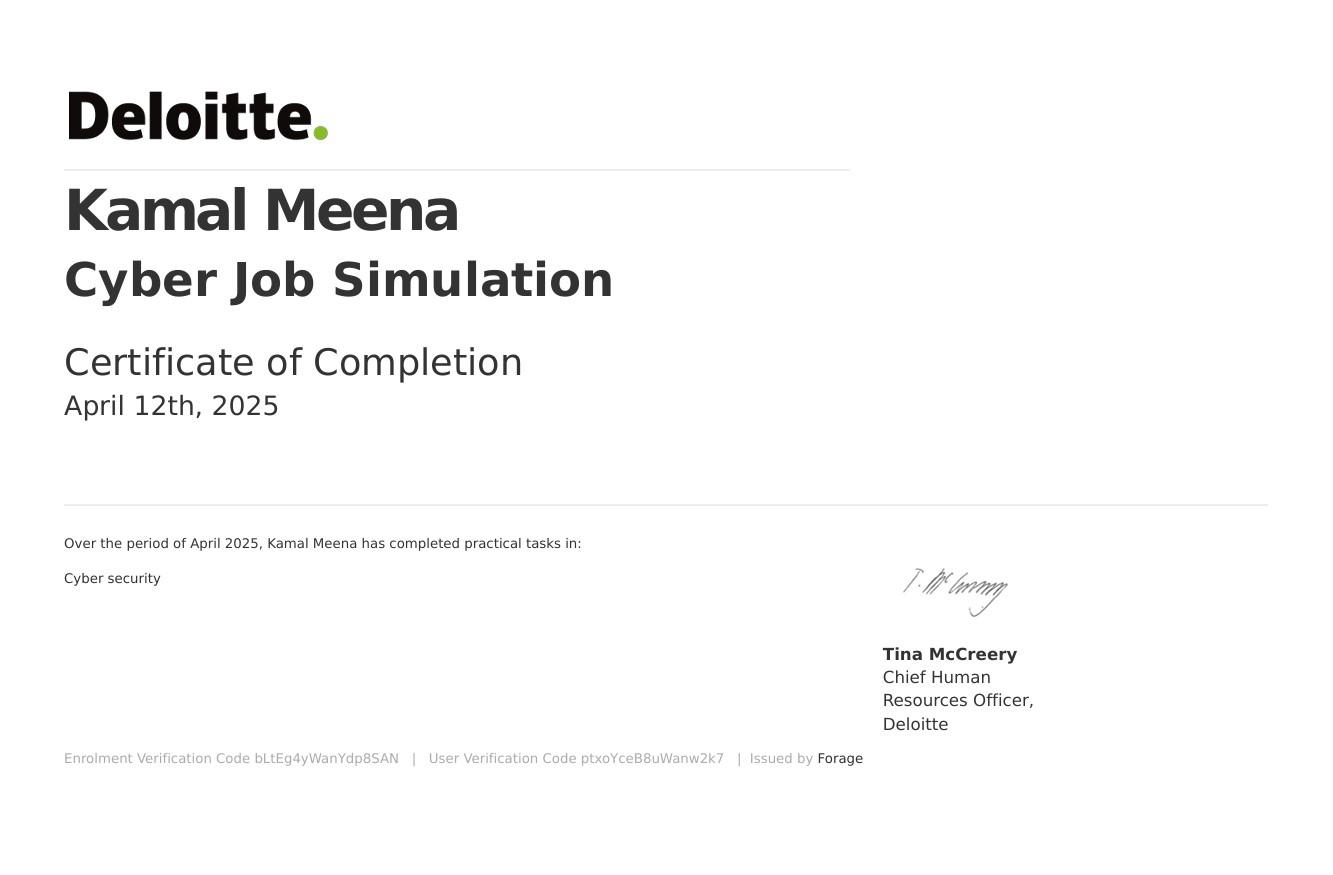 Deloitte.
Kamal Meena
Cyber Job Simulation
Certificate of Completion
April 12th, 2025
Over the period of April 2025, Kamal Meena has completed practical tasks in:
Cyber security
T. McCreery
Tina McCreery
Chief Human
Resources Officer,
Deloitte
Enrolment Verification Code bLtEg4yWanYdp8SAN | User Verification Code ptxoYceB8uWanw2k7 | Issued by Forage